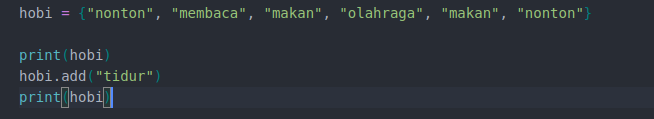 hobi = {"nonton", "membaca", "makan", "olahraga", "makan", "nonton"}
print(hobi)
hobi.add("tidur")
print(hobi)